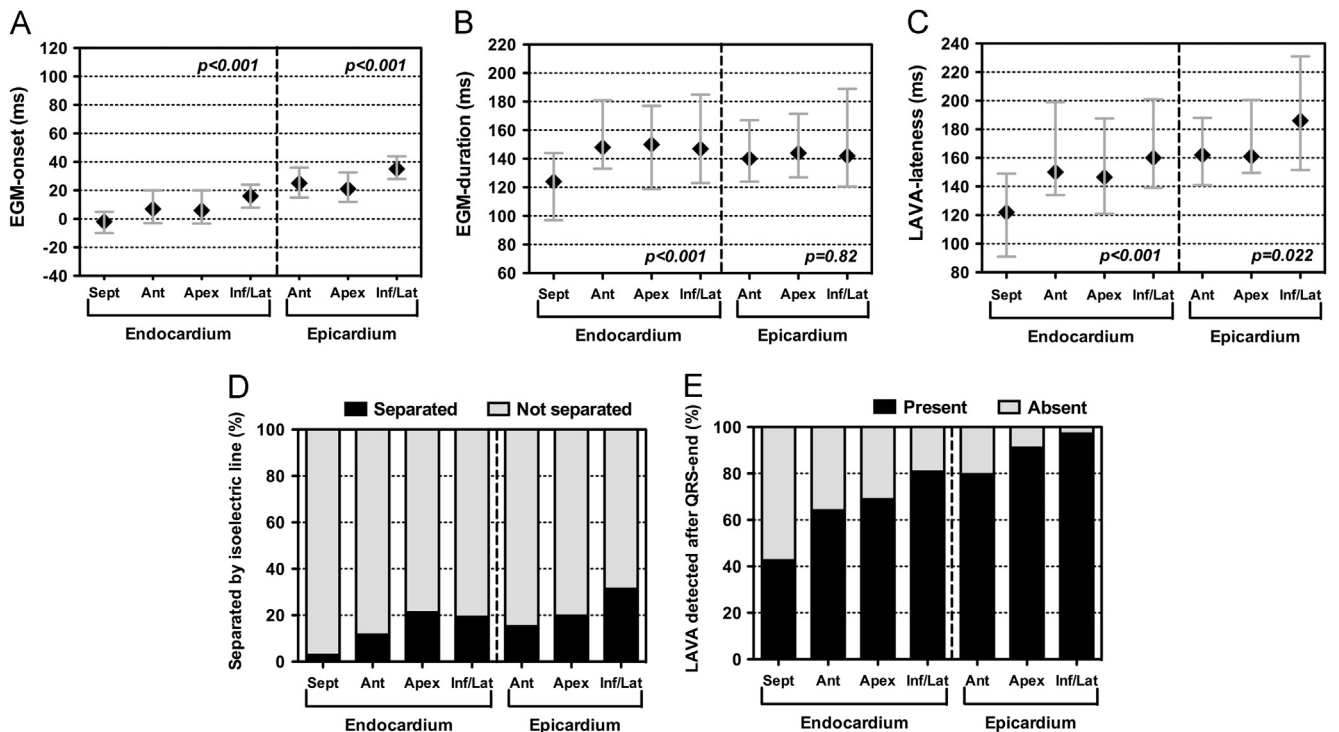 A
EGM-onset (ms)
120
100
80
60
40
20
0
-20
-40
p<0.001
p<0.001
Sept Ant Apex Inf/Lat Ant Apex Inf/Lat
Endocardium Epicardium
B
EGM-duration (ms)
220
200
180
160
140
120
100
80
60
p<0.001
p=0.82
Sept Ant Apex Inf/Lat Ant Apex Inf/Lat
Endocardium Epicardium
C
LAVA-lateness (ms)
240
220
200
180
160
140
120
100
80
p<0.001
p=0.022
Sept Ant Apex Inf/Lat Ant Apex Inf/Lat
Endocardium Epicardium
D
Separated Not separated
Separated by isoelectric line (%)
100
80
60
40
20
0
Sept Ant Apex Inf/Lat Ant Apex Inf/Lat
Endocardium Epicardium
E
Present Absent
LAVA detected after QRS-end (%)
100
80
60
40
20
0
Sept Ant Apex Inf/Lat Ant Apex Inf/Lat
Endocardium Epicardium